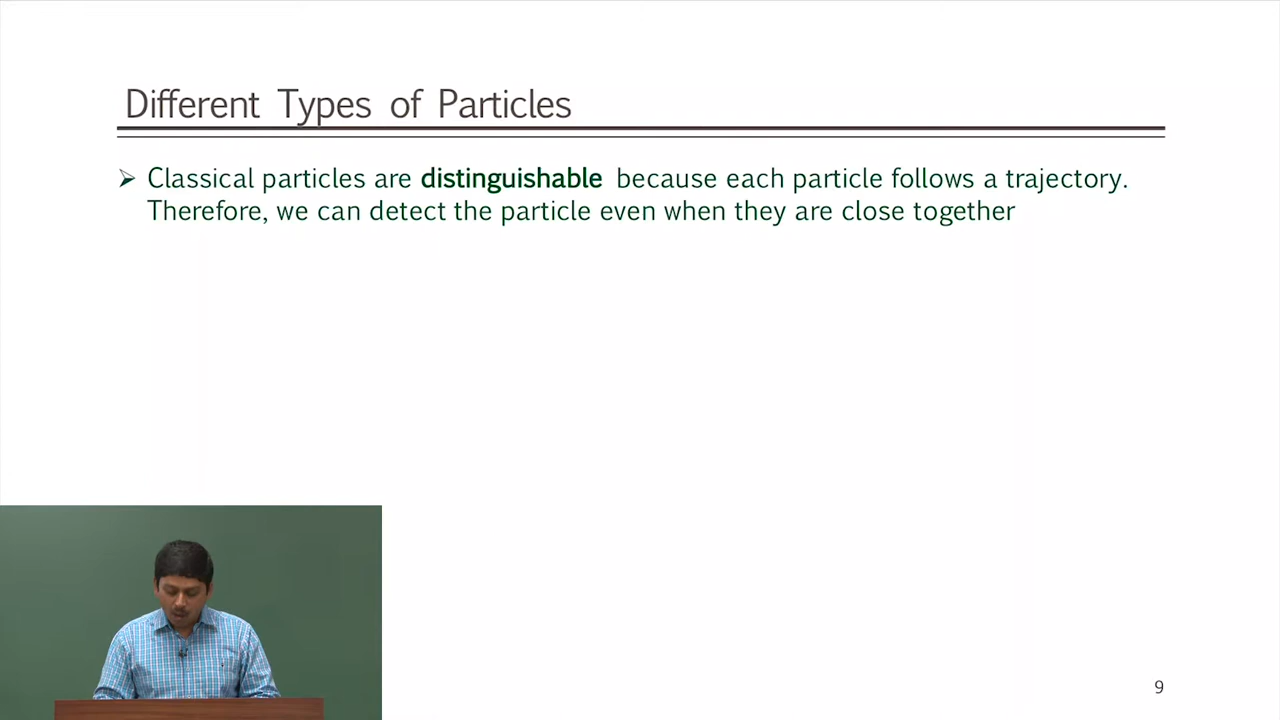 Different Types of Particles
Classical particles are distinguishable because each particle follows a trajectory.
Therefore, we can detect the particle even when they are close together
9